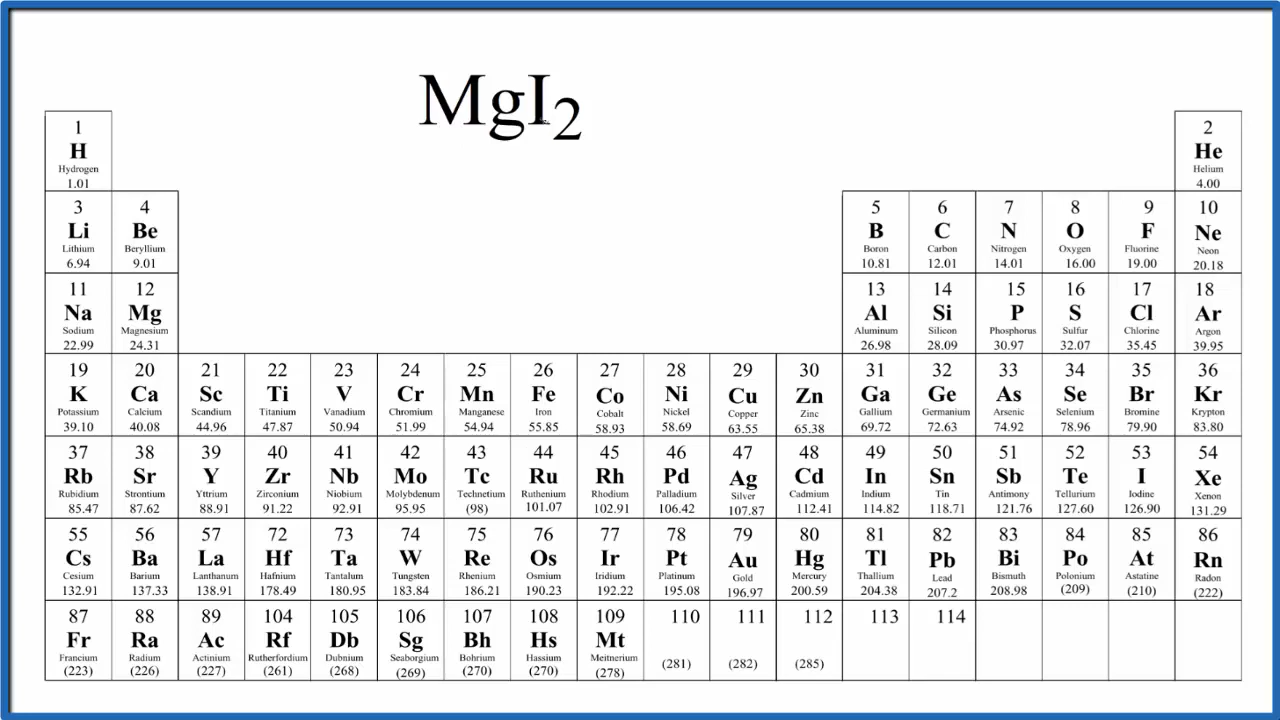 MgI2
1 2
H He
Hydrogen Helium
1.01 4.00
3 4 5 6 7 8 9 10
Li Be B C N O F Ne
Lithium Beryllium Boron Carbon Nitrogen Oxygen Fluorine Neon
6.94 9.01 10.81 12.01 14.01 16.00 19.00 20.18
11 12 13 14 15 16 17 18
Na Mg Al Si P S Cl Ar
Sodium Magnesium Aluminum Silicon Phosphorus Sulfur Chlorine Argon
22.99 24.31 26.98 28.09 30.97 32.07 35.45 39.95
19 20 21 22 23 24 25 26 27 28 29 30 31 32 33 34 35 36
K Ca Sc Ti V Cr Mn Fe Co Ni Cu Zn Ga Ge As Se Br Kr
Potassium Calcium Scandium Titanium Vanadium Chromium Manganese Iron Cobalt Nickel Copper Zinc Gallium Germanium Arsenic Selenium Bromine Krypton
39.10 40.08 44.96 47.87 50.94 51.99 54.94 55.85 58.93 58.69 63.55 65.38 69.72 72.63 74.92 78.96 79.90 83.80
37 38 39 40 41 42 43 44 45 46 47 48 49 50 51 52 53 54
Rb Sr Y Zr Nb Mo Tc Ru Rh Pd Ag Cd In Sn Sb Te I Xe
Rubidium Strontium Yttrium Zirconium Niobium Molybdenum Technetium Ruthenium Rhodium Palladium Silver Cadmium Indium Tin Antimony Tellurium Iodine Xenon
85.47 87.62 88.91 91.22 92.91 95.95 (98) 101.07 102.91 106.42 107.87 112.41 114.82 118.71 121.76 127.60 126.90 131.29
55 56 57 72 73 74 75 76 77 78 79 80 81 82 83 84 85 86
Cs Ba La Hf Ta W Re Os Ir Pt Au Hg Tl Pb Bi Po At Rn
Cesium Barium Lanthanum Hafnium Tantalum Tungsten Rhenium Osmium Iridium Platinum Gold Mercury Thallium Lead Bismuth Polonium Astatine Radon
132.91 137.33 138.91 178.49 180.95 183.84 186.21 190.23 192.22 195.08 196.97 200.59 204.38 207.2 208.98 (209) (210) (222)
87 88 89 104 105 106 107 108 109 110 111 112 113 114
Fr Ra Ac Rf Db Sg Bh Hs Mt
Francium Radium Actinium Rutherfordium Dubnium Seaborgium Bohrium Hassium Meitnerium
(223) (226) (227) (261) (268) (269) (270) (270) (278) (281) (282) (285)